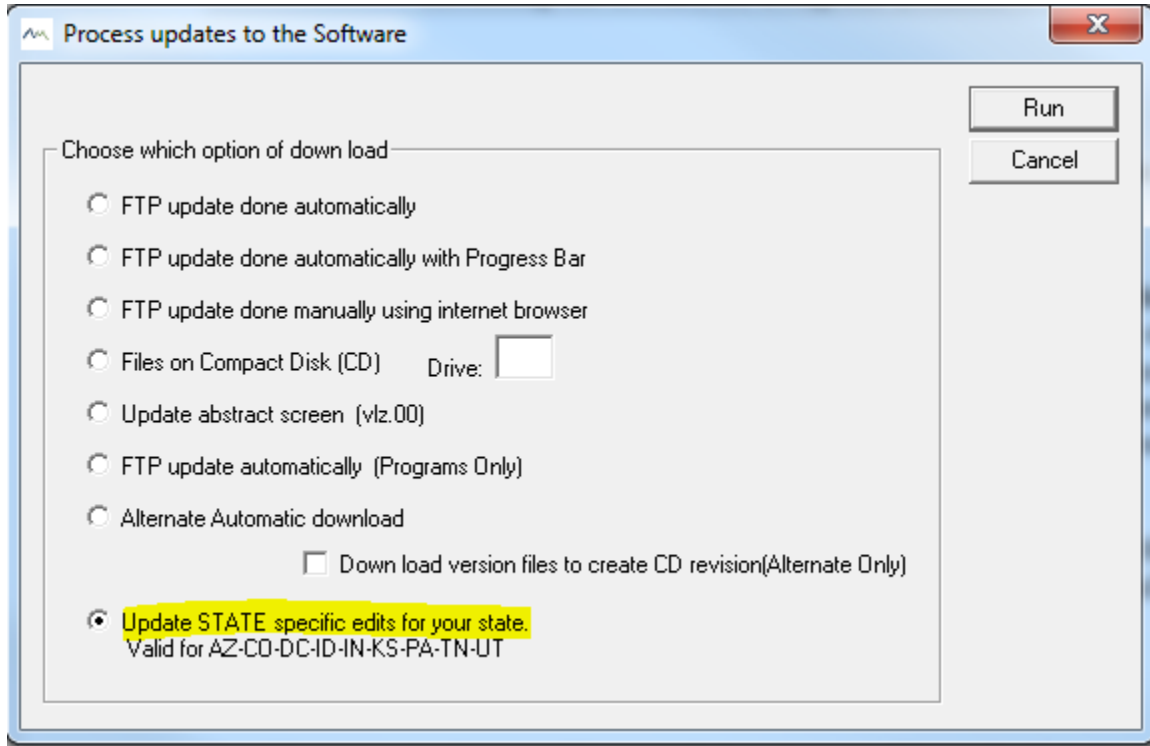 Process updates to the Software
Run
Choose which option of down load
Cancel
FTP update done automatically
FTP update done automatically with Progress Bar
FTP update done manually using internet browser
Files on Compact Disk (CD) Drive:
Update abstract screen (vlz.00)
FTP update automatically (Programs Only)
Alternate Automatic download
Down load version files to create CD revision(Alternate Only)
Update STATE specific edits for your state.
Valid for AZ-CO-DC-ID-IN-KS-PA-TN-UT